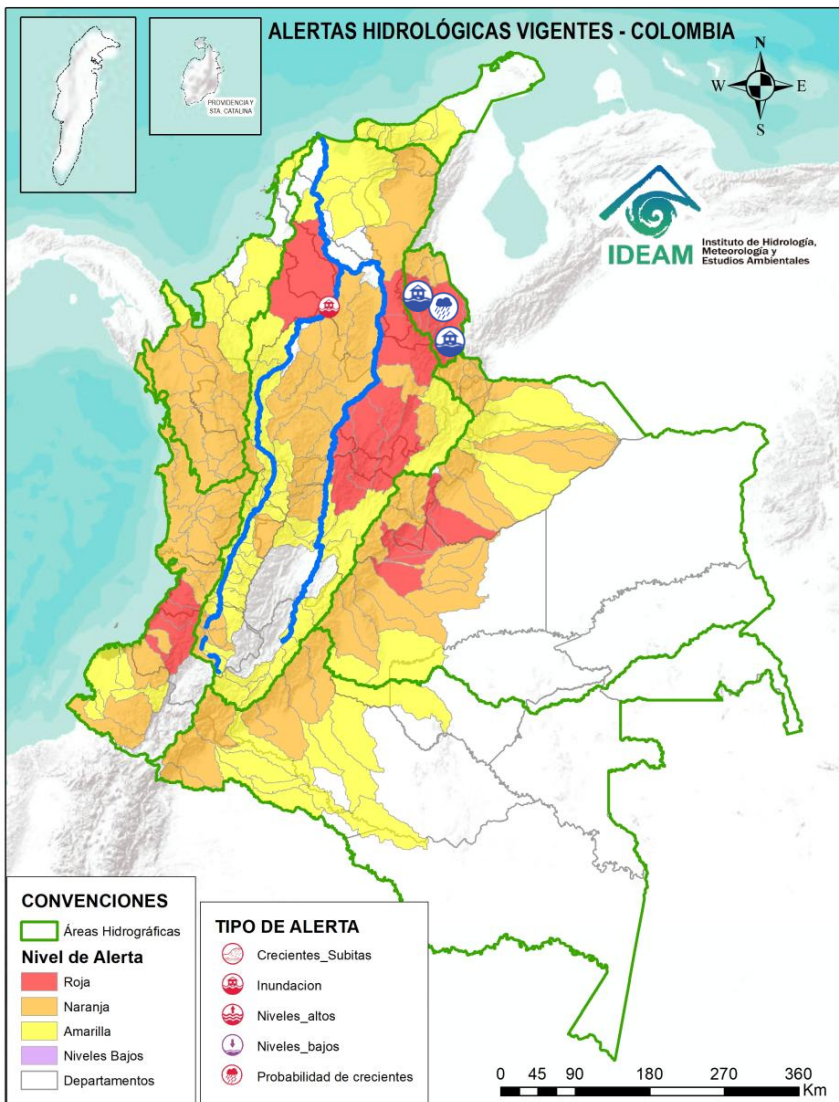 ALERTAS HIDROLÓGICAS VIGENTES - COLOMBIA
PROVIDENCIA Y
STA. CATALINA
N
W
E
S
IDEAM
Instituto de Hidrología,
Meteorología y
Estudios Ambientales
CONVENCIONES
Áreas Hidrográficas
Nivel de Alerta
Roja
Naranja
Amarilla
Niveles Bajos
Departamentos
TIPO DE ALERTA
Crecientes_Subitas
Inundacion
Niveles_altos
Niveles_bajos
Probabilidad de crecientes
0 45 90 180 270 360
Km